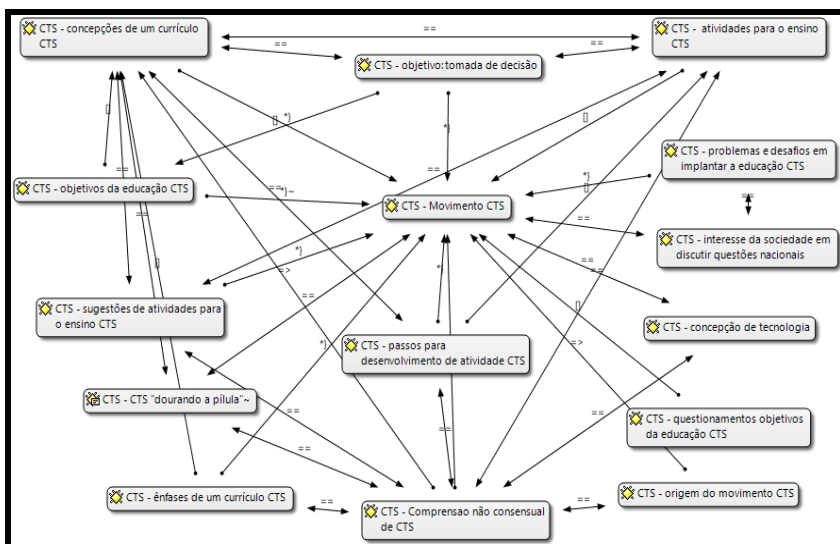 CTS - concepções de um currículo
CTS
==
CTS - atividades para o ensino
CTS
==
==
CTS - objetivo:tomada de decisão
[]
[]
*}
*}
[]
CTS - problemas e desafios em
implantar a educação CTS
==
==
CTS - objetivos da educação CTS
==
*}~
*}
[]
==
CTS - Movimento CTS
==
==
CTS - interesse da sociedade em
discutir questões nacionais
*}
*}
[]
=>
==
==
CTS - sugestões de atividades para
o ensino CTS
==
[]
CTS - concepção de tecnologia
*}
CTS - passos para
desenvolvimento de atividade CTS
=>
CTS - CTS "dourando a pílula"~
==
==
CTS - questionamentos objetivos
da educação CTS
==
==
CTS - ênfases de um currículo CTS
==
CTS - Comprensao não consensual
de CTS
==
CTS - origem do movimento CTS